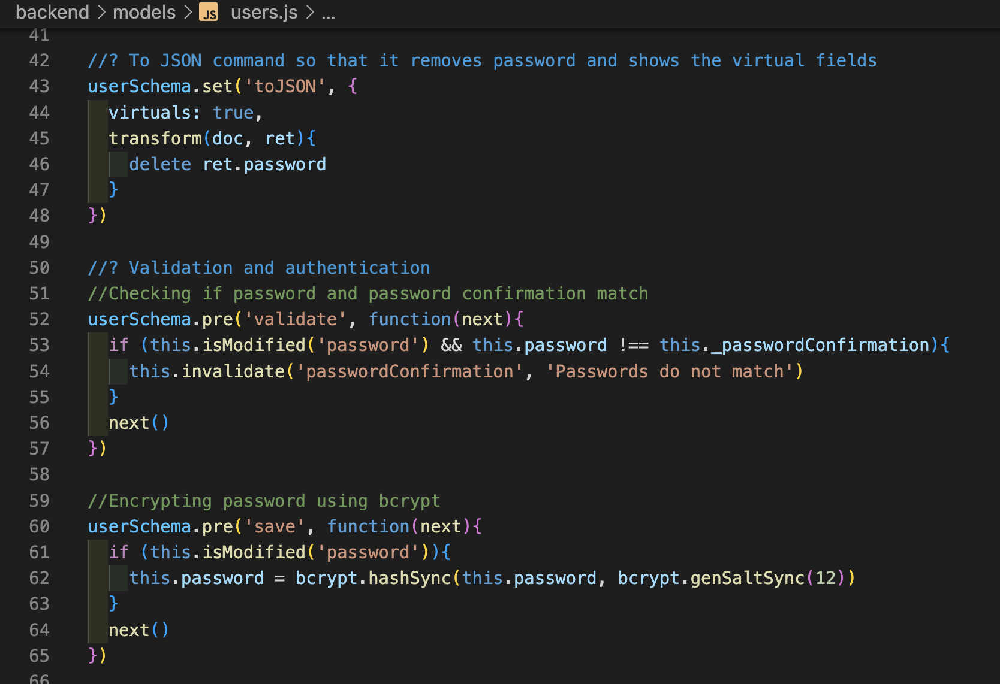 backend > models > JS users.js > ...
41
42 //? To JSON command so that it removes password and shows the virtual fields
43 userSchema.set('toJSON', {
44   virtuals: true,
45   transform(doc, ret){
46     delete ret.password
47   }
48 })
49
50 //? Validation and authentication
51 //Checking if password and password confirmation match
52 userSchema.pre('validate', function(next){
53   if (this.isModified('password') && this.password !== this._passwordConfirmation){
54     this.invalidate('passwordConfirmation', 'Passwords do not match')
55   }
56   next()
57 })
58
59 //Encrypting password using bcrypt
60 userSchema.pre('save', function(next){
61   if (this.isModified('password')){
62     this.password = bcrypt.hashSync(this.password, bcrypt.genSaltSync(12))
63   }
64   next()
65 })
66